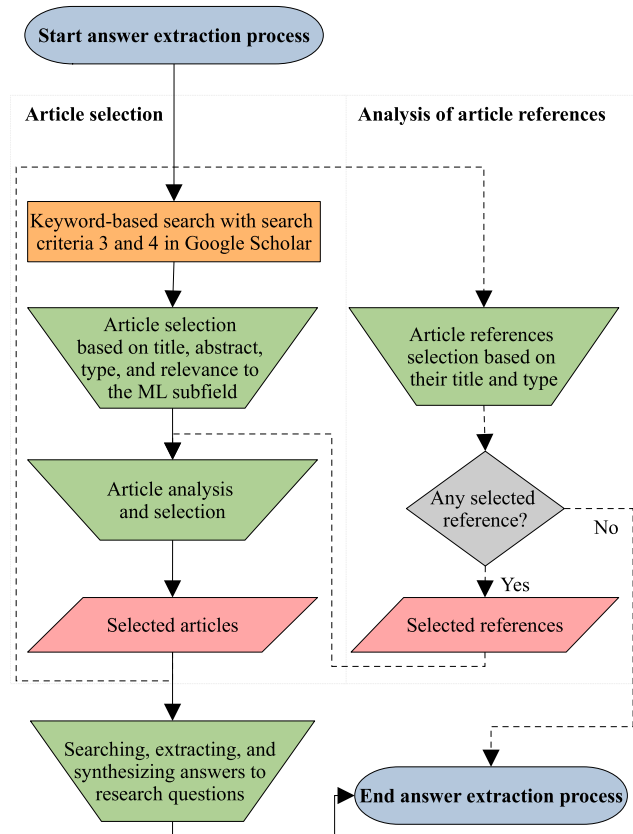 Start answer extraction process
Article selection
Keyword-based search with search
criteria 3 and 4 in Google Scholar
Article selection
based on title, abstract,
type, and relevance to
the ML subfield
Article analysis
and selection
Selected articles
Searching, extracting, and
synthesizing answers to
research questions
Analysis of article references
Article references
selection based on
their title and type
Any selected
reference?
No
Yes
Selected references
End answer extraction process